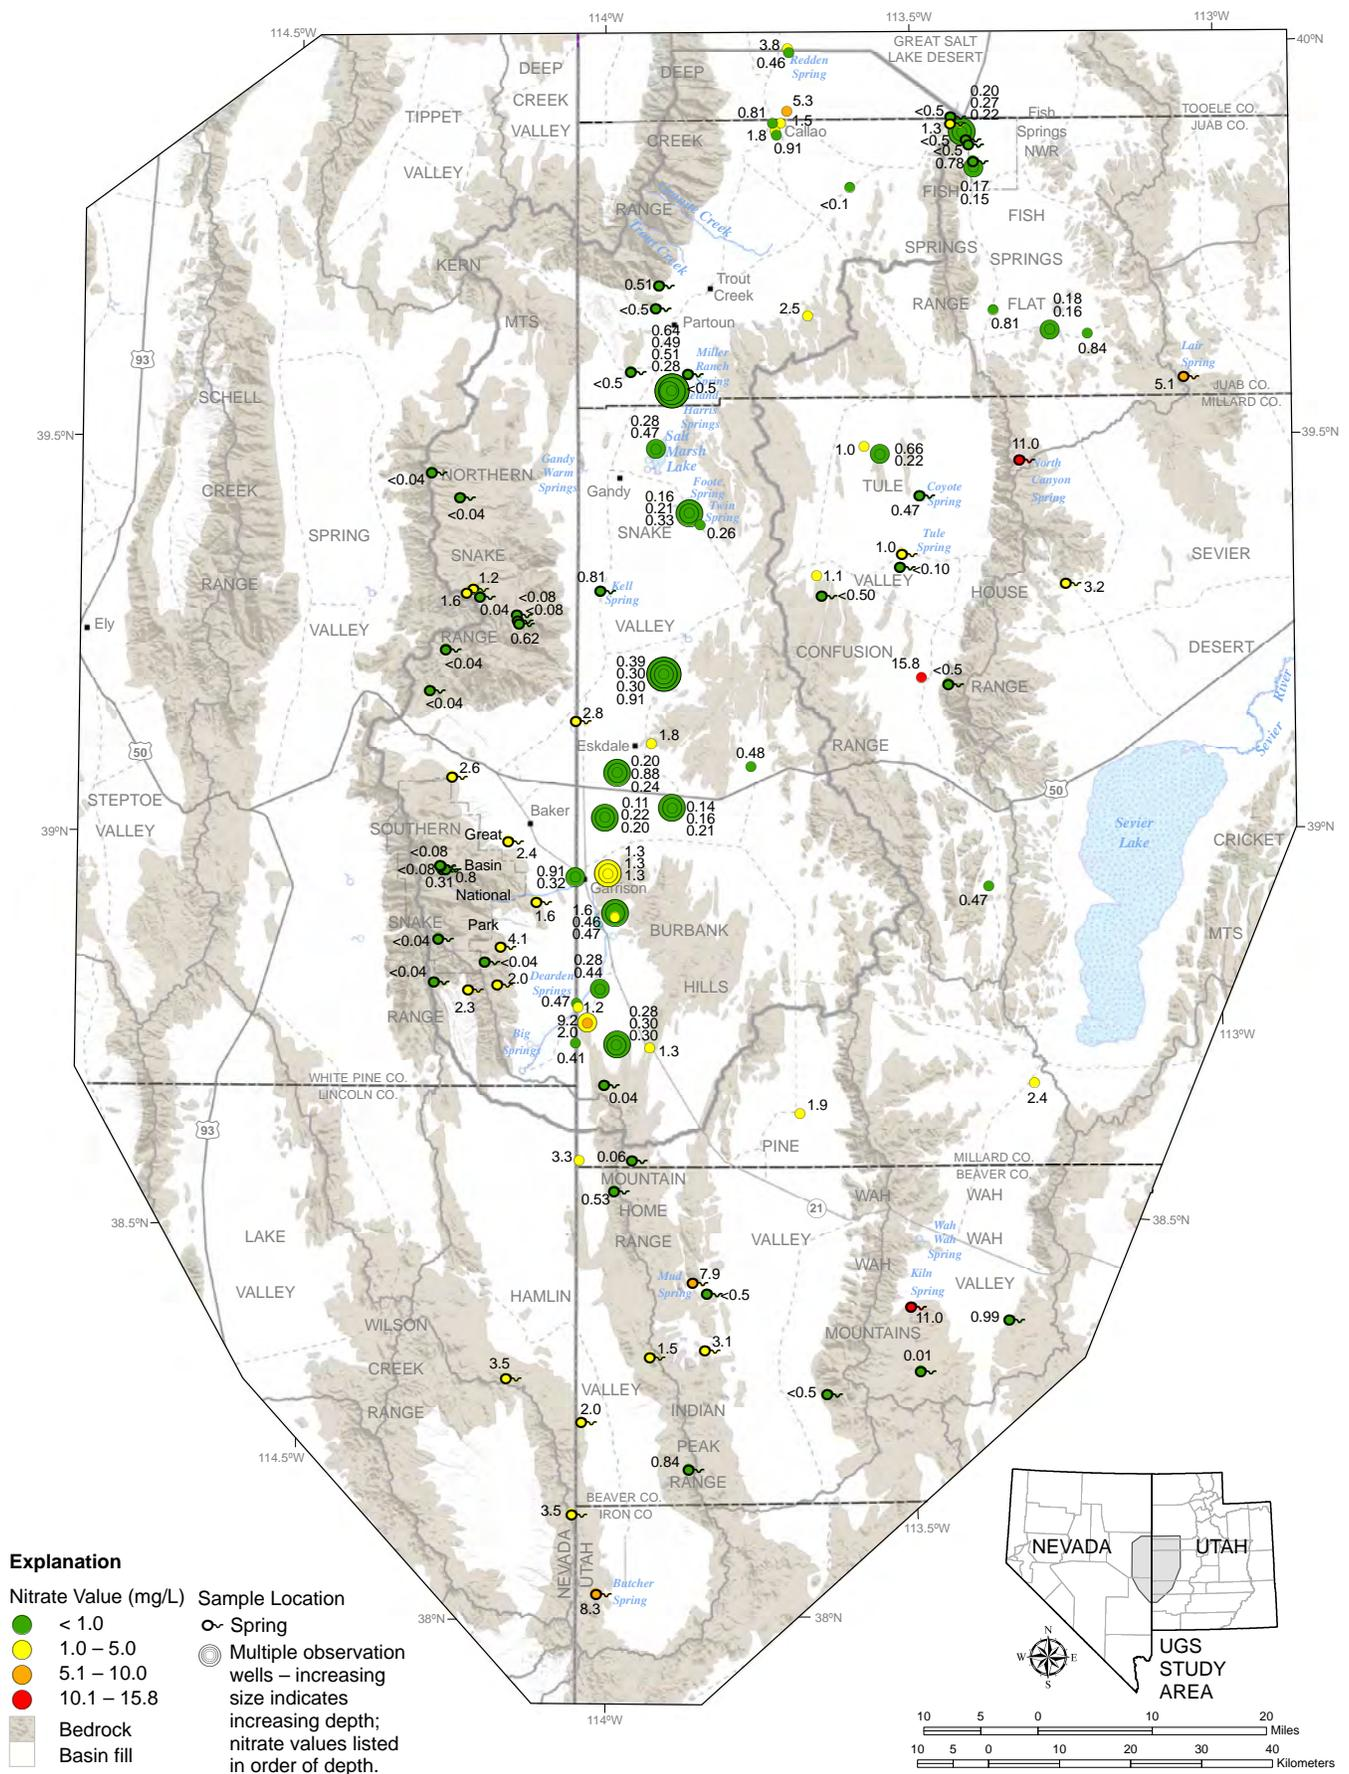 114.5°W
114°W
113.5°W
113°W
40°N
GREAT SALT
LAKE DESERT
DEEP
CREEK
VALLEY
DEEP
CREEK
RANGE
TIPPET
VALLEY
3.8
0.46
Redden
Spring
5.3
0.81
1.5
Callao
1.8
0.91
0.20
0.27
0.22
<0.5
1.3
<0.5
<0.5
0.78
0.17
0.15
Fish
Springs
NWR
TOOELE CO.
JUAB CO.
<0.1
FISH
SPRINGS
RANGE
FISH
SPRINGS
FLAT
Granite Creek
Trout Creek
KERN
MTS
0.51
Trout
Creek
<0.5
Partoun
2.5
0.64
0.49
0.51
0.28
Miller
Ranch
Spring
<0.5
<0.5
Harris
Springs
0.81
0.18
0.16
0.84
Lair
Spring
5.1
JUAB CO.
MILLARD CO.
93
SCHELL
CREEK
RANGE
39.5°N
39.5°N
0.28
0.47
Salt
Marsh
Lake
Gandy
Warm
Springs
Gandy
1.0
0.66
0.22
TULE
VALLEY
11.0
North
Canyon
Spring
Coyote
Spring
0.47
<0.04
NORTHERN
<0.04
SNAKE
RANGE
Foote
Spring
Twin
Spring
0.16
0.21
0.33
0.26
SNAKE
VALLEY
SPRING
VALLEY
Tule
Spring
1.0
<0.10
1.1
<0.50
HOUSE
RANGE
3.2
SEVIER
DESERT
1.2
1.6
0.04
<0.08
<0.08
0.62
0.81
Kell
Spring
Ely
<0.04
<0.04
CONFUSION
RANGE
15.8
<0.5
0.39
0.30
0.30
0.91
2.8
1.8
Eskdale
0.48
0.20
0.88
0.24
Sevier
River
50
50
STEPTOE
VALLEY
39°N
39°N
2.6
Baker
0.11
0.22
0.20
0.14
0.16
0.21
SOUTHERN
SNAKE
RANGE
Great
Basin
National
Park
2.4
<0.08
<0.08
0.31
0.8
0.91
0.32
1.3
1.3
1.3
Garrison
1.6
1.6
0.46
0.47
BURBANK
HILLS
0.47
Sevier
Lake
CRICKET
MTS
<0.04
4.1
<0.04
<0.04
2.0
2.3
0.28
0.44
Dearden
Springs
0.47
1.2
9.2
2.0
0.41
0.28
0.30
0.30
1.3
Big
Springs
113°W
WHITE PINE CO.
LINCOLN CO.
0.04
2.4
1.9
PINE
VALLEY
93
3.3
0.06
MILLARD CO.
BEAVER CO.
MOUNTAIN
HOME
RANGE
0.53
21
WAH
WAH
MOUNTAINS
WAH
WAH
VALLEY
Wah
Wah
Spring
38.5°N
38.5°N
LAKE
VALLEY
Mud
Spring
7.9
<0.5
Kiln
Spring
11.0
0.99
HAMLIN
VALLEY
WILSON
CREEK
RANGE
1.5
3.1
0.01
<0.5
3.5
2.0
INDIAN
PEAK
RANGE
0.84
114.5°W
3.5
BEAVER CO.
IRON CO
113.5°W
NEVADA
UTAH
Butcher
Spring
8.3
38°N
38°N
114°W
Explanation
Nitrate Value (mg/L)
< 1.0
1.0 – 5.0
5.1 – 10.0
10.1 – 15.8
Bedrock
Basin fill
Sample Location
Spring
Multiple observation
wells – increasing
size indicates
increasing depth;
nitrate values listed
in order of depth.
NEVADA
UTAH
UGS
STUDY
AREA
N
W E
S
10 5 0 10 20
Miles
10 5 0 10 20 30 40
Kilometers